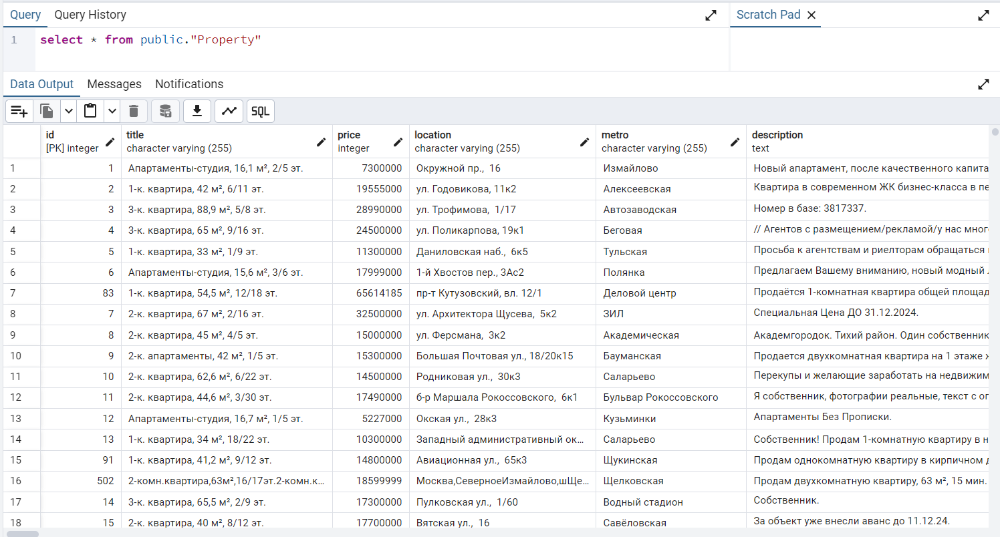 Query Query History Scratch Pad
1 select * from public."Property"
Data Output Messages Notifications
SQL
id title price location metro description
[PK] integer character varying (255) integer character varying (255) character varying (255) text
1 1 Апартаменты-студия, 16,1 м², 2/5 эт. 7300000 Окружной пр., 16 Измайлово Новый апартамент, после качественного капита
2 2 1-к. квартира, 42 м², 6/11 эт. 19555000 ул. Годовикова, 11к2 Алексеевская Квартира в современном ЖК бизнес-класса в пе
3 3 3-к. квартира, 88,9 м², 5/8 эт. 28990000 ул. Трофимова, 1/17 Автозаводская Номер в базе: 3817337.
4 4 3-к. квартира, 65 м², 9/16 эт. 24500000 ул. Поликарпова, 19к1 Беговая // Агентов с размещением/рекламой/у нас мног
5 5 1-к. квартира, 33 м², 1/9 эт. 11300000 Даниловская наб., 6к5 Тульская Просьба к агентствам и риелторам обращаться
6 6 Апартаменты-студия, 15,6 м², 3/6 эт. 17999000 1-й Хвостов пер., 3Ас2 Полянка Предлагаем Вашему вниманию, новый модный
7 83 1-к. квартира, 54,5 м², 12/18 эт. 65614185 пр-т Кутузовский, вл. 12/1 Деловой центр Продаётся 1-комнатная квартира общей площад
8 7 2-к. квартира, 67 м², 2/16 эт. 32500000 ул. Архитектора Щусева, 5к2 ЗИЛ Специальная Цена ДО 31.12.2024.
9 8 2-к. квартира, 45 м², 4/5 эт. 15000000 ул. Ферсмана, 3к2 Академическая Академгородок. Тихий район. Один собственник
10 9 2-к. апартаменты, 42 м², 1/5 эт. 15300000 Большая Почтовая ул., 18/20к15 Бауманская Продается двухкомнатная квартира на 1 этаже
11 10 2-к. квартира, 62,6 м², 6/22 эт. 14500000 Родниковая ул., 30к3 Саларьево Перекупы и желающие заработать на недвижим
12 11 2-к. квартира, 44,6 м², 3/30 эт. 17490000 б-р Маршала Рокоссовского, 6к1 Бульвар Рокоссовского Я собственник, фотографии реальные, текст с ог
13 12 Апартаменты-студия, 16,7 м², 1/5 эт. 5227000 Окская ул., 28к3 Кузьминки Апартаменты Без Прописки.
14 13 1-к. квартира, 34 м², 18/22 эт. 10300000 Западный административный ок... Саларьево Собственник! Продам 1-комнатную квартиру в н
15 91 1-к. квартира, 41,2 м², 9/12 эт. 14800000 Авиационная ул., 65к3 Щукинская Продам однокомнатную квартиру в кирпичном д
16 502 2-комн.квартира,63м²,16/17эт.2-комн.к... 18599999 Москва,СеверноеИзмайлово,шЩе... Щелковская Продам двухкомнатную квартиру, 63 м², 15 мин.
17 14 3-к. квартира, 65,5 м², 2/9 эт. 17300000 Пулковская ул., 1/60 Водный стадион Собственник.
18 15 2-к. квартира, 40 м², 8/12 эт. 17700000 Вятская ул., 16 Савёловская За объект уже внесли аванс до 11.12.24.